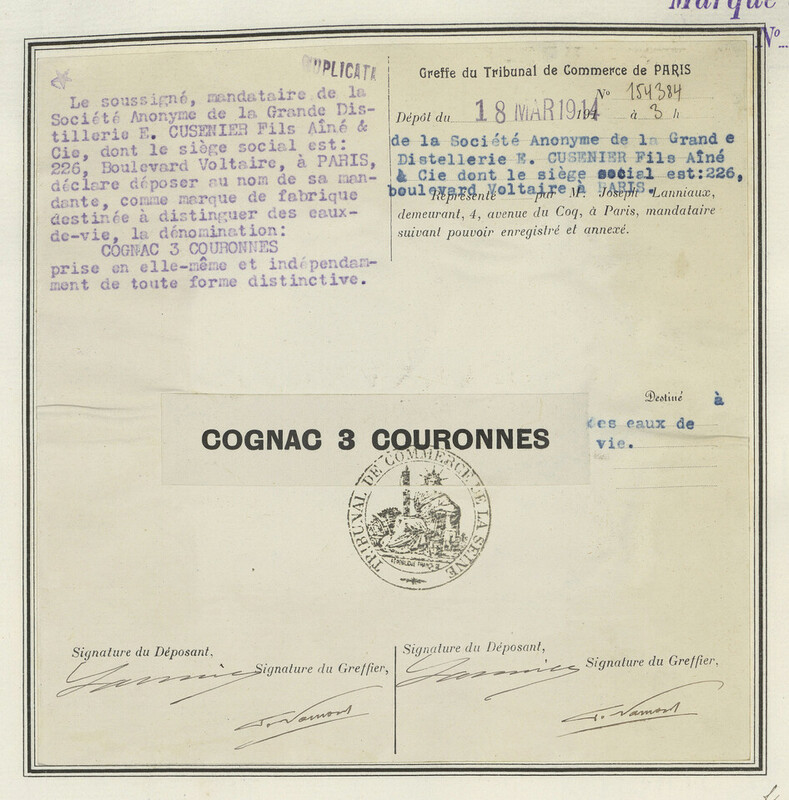 Marque
No
DUPLICATA
Le soussigné, mandataire de la
Société Anonyme de la Grande Dis-
tillerie E. CUSENIER Fils Aîné &
Cie, dont le siège social est:
226, Boulevard Voltaire, à PARIS,
déclare déposer au nom de sa man-
dante, comme marque de fabrique
destinée à distinguer des eaux-
de-vie, la dénomination:
COGNAC 3 COURONNES
prise en elle-même et indépendam-
ment de toute forme distinctive.
Greffe du Tribunal de Commerce de PARIS
No 154384
Dépôt du 18 MAR 1914 à 3 h
de la Société Anonyme de la Grand e
Distellerie E. CUSENIER Fils Aîné
& Cie dont le siège social est:226,
boulevard Voltaire à PARIS.
Représenté par M. Joseph Lanniaux,
demeurant, 4, avenue du Coq, à Paris, mandataire
suivant pouvoir enregistré et annexé.
Destiné à
des eaux de
vie.
COGNAC 3 COURONNES
TRIBUNAL DE COMMERCE DE LA SEINE
Signature du Déposant,
Signature du Greffier,
Signature du Déposant,
Signature du Greffier,